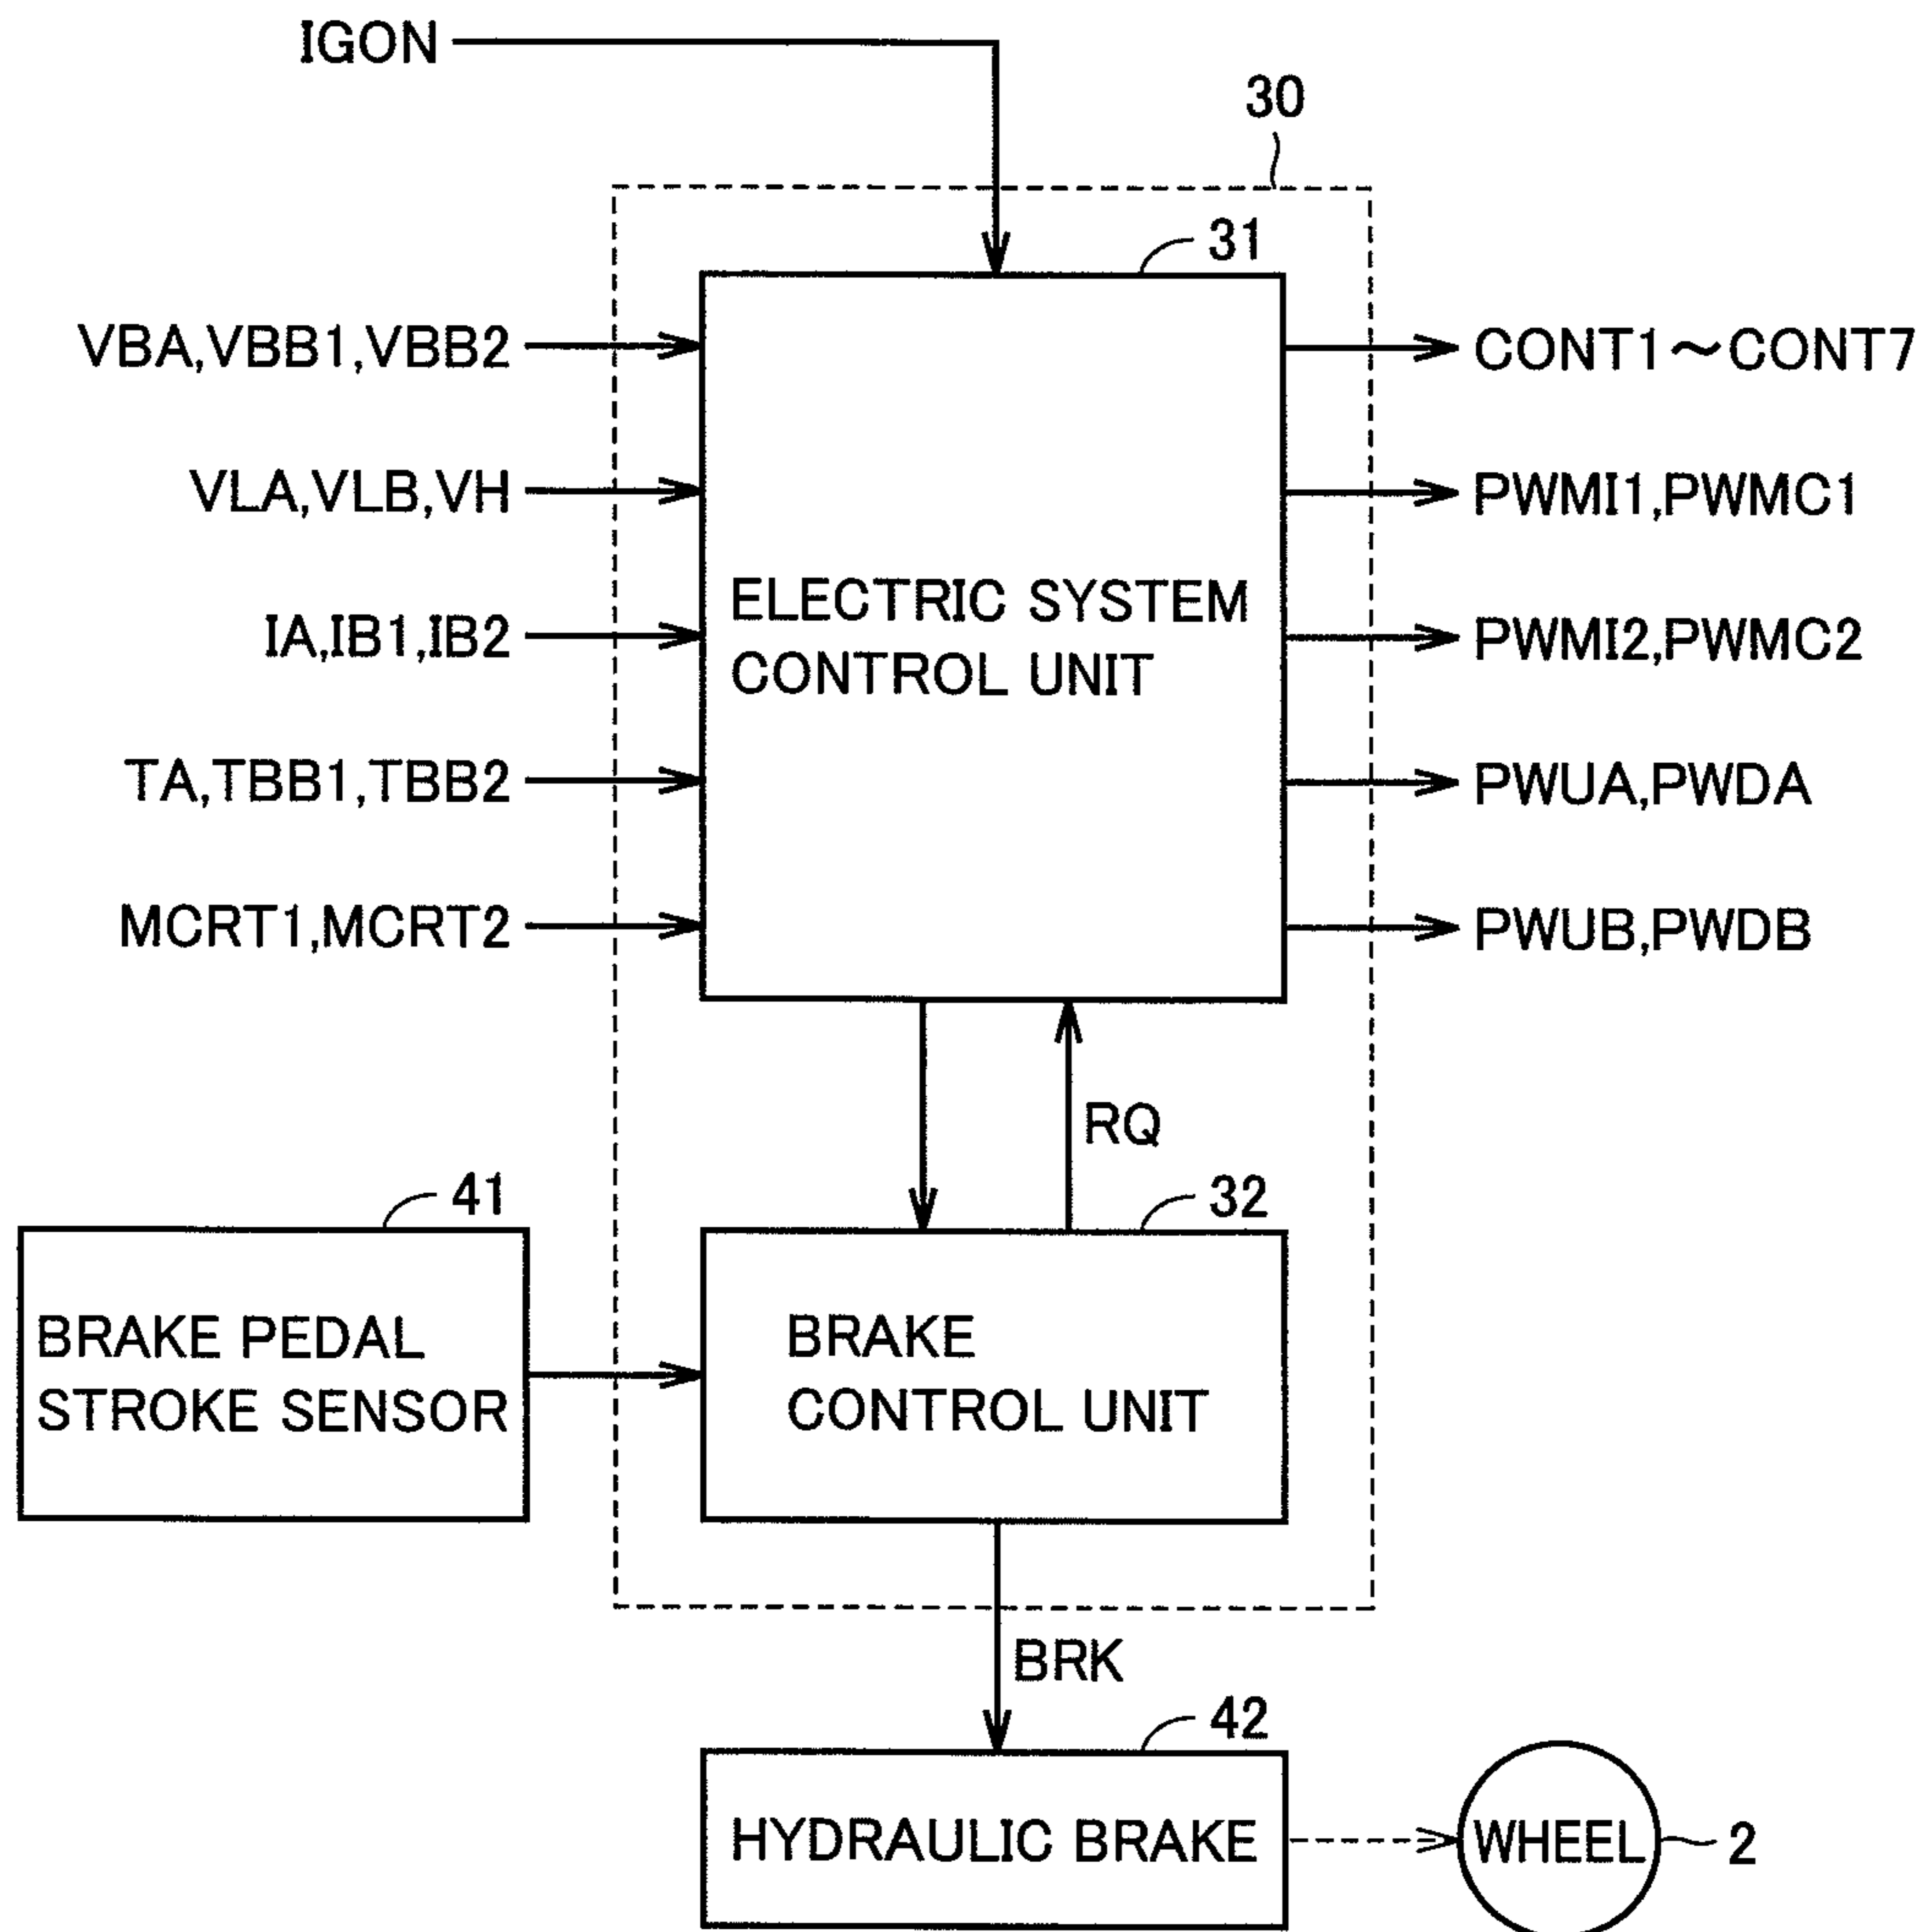 IGON
30
31
VBA,VBB1,VBB2
CONT1～CONT7
VLA,VLB,VH
PWMI1,PWMC1
ELECTRIC SYSTEM
CONTROL UNIT
IA,IB1,IB2
PWMI2,PWMC2
TA,TBB1,TBB2
PWUA,PWDA
MCRT1,MCRT2
PWUB,PWDB
RQ
41
32
BRAKE PEDAL
STROKE SENSOR
BRAKE
CONTROL UNIT
BRK
42
HYDRAULIC BRAKE
WHEEL
2